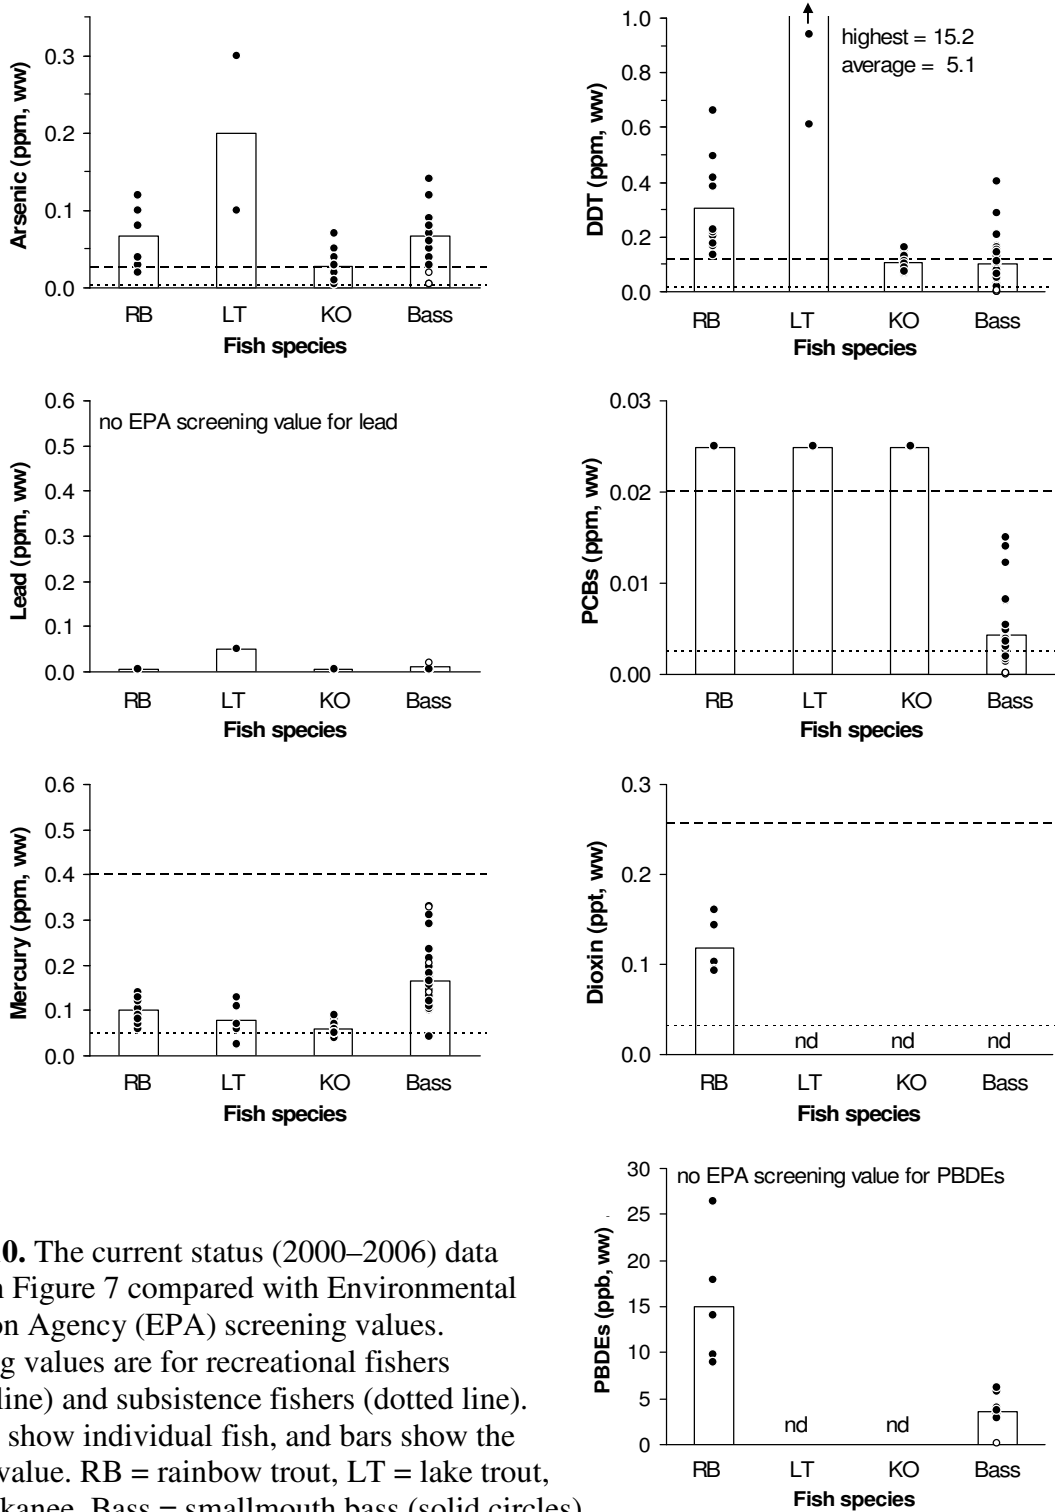 Arsenic (ppm, ww)
0.3
0.2
0.1
0.0
RB LT KO Bass
Fish species
DDT (ppm, ww)
1.0
0.8
0.6
0.4
0.2
0.0
highest = 15.2
average = 5.1
RB LT KO Bass
Fish species
Lead (ppm, ww)
0.6
0.5
0.4
0.3
0.2
0.1
0.0
no EPA screening value for lead
RB LT KO Bass
Fish species
PCBs (ppm, ww)
0.03
0.02
0.01
0.00
RB LT KO Bass
Fish species
Mercury (ppm, ww)
0.6
0.5
0.4
0.3
0.2
0.1
0.0
RB LT KO Bass
Fish species
Dioxin (ppt, ww)
0.3
0.2
0.1
0.0
nd nd nd
RB LT KO Bass
Fish species
PBDEs (ppb, ww)
30
25
20
15
10
5
0
no EPA screening value for PBDEs
nd nd
RB LT KO Bass
Fish species
0. The current status (2000–2006) data
Figure 7 compared with Environmental
on Agency (EPA) screening values.
g values are for recreational fishers
line) and subsistence fishers (dotted line).
show individual fish, and bars show the
value. RB = rainbow trout, LT = lake trout,
kanee, Bass = smallmouth bass (solid circles)